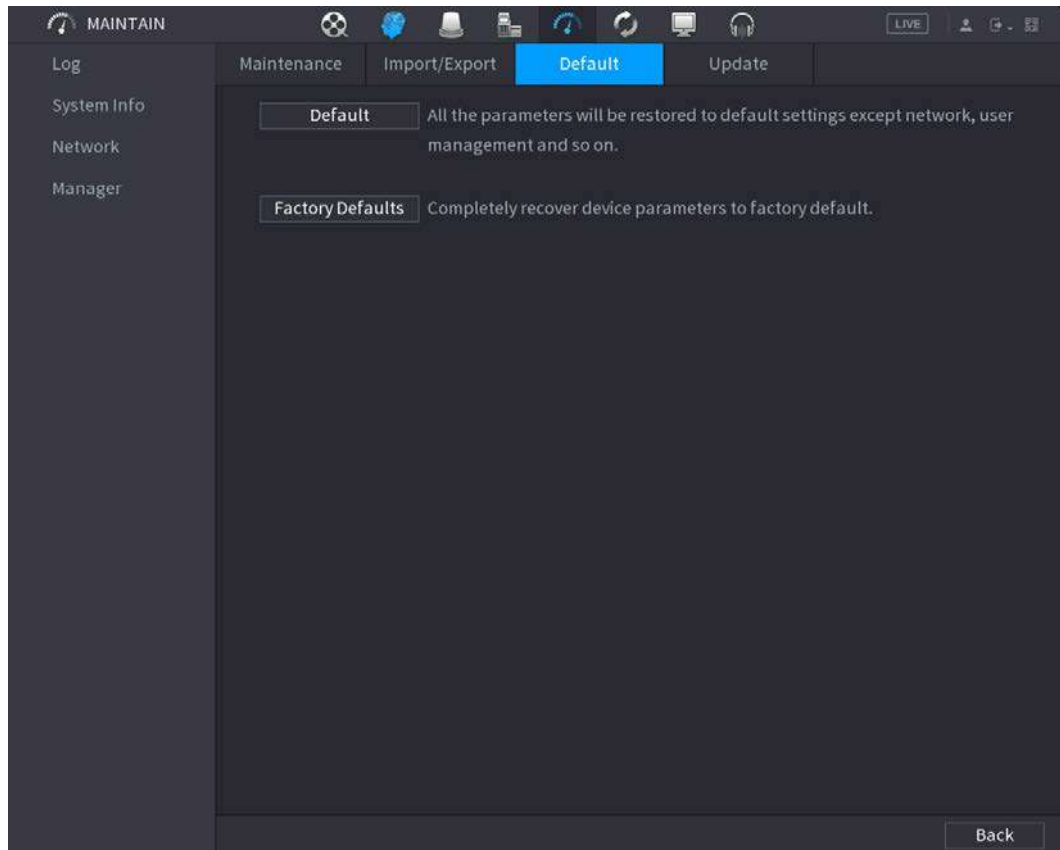 MAINTAIN
LIVE
Log
System Info
Network
Manager
Maintenance Import/Export Default Update
Default All the parameters will be restored to default settings except network, user
management and so on.
Factory Defaults Completely recover device parameters to factory default.
Back